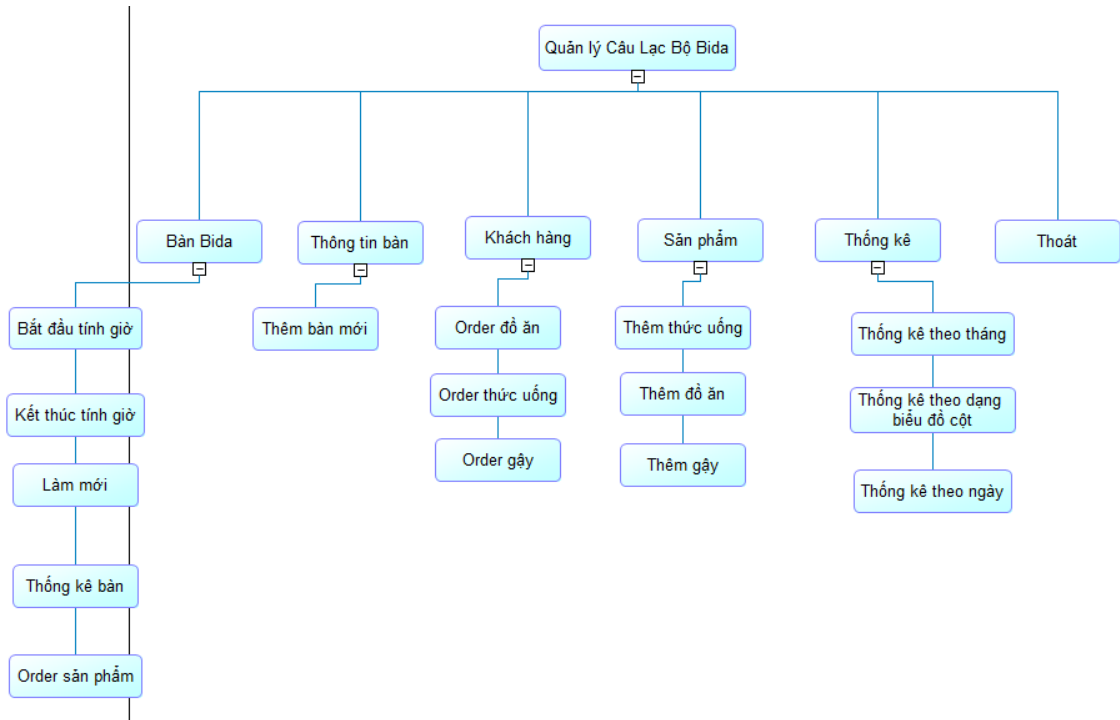 Quản lý Câu Lạc Bộ Bida
Bàn Bida
Thông tin bàn
Khách hàng
Sản phẩm
Thống kê
Thoát
Bắt đầu tính giờ
Kết thúc tính giờ
Làm mới
Thống kê bàn
Order sản phẩm
Thêm bàn mới
Order đồ ăn
Order thức uống
Order gậy
Thêm thức uống
Thêm đồ ăn
Thêm gậy
Thống kê theo tháng
Thống kê theo dạng
biểu đồ cột
Thống kê theo ngày